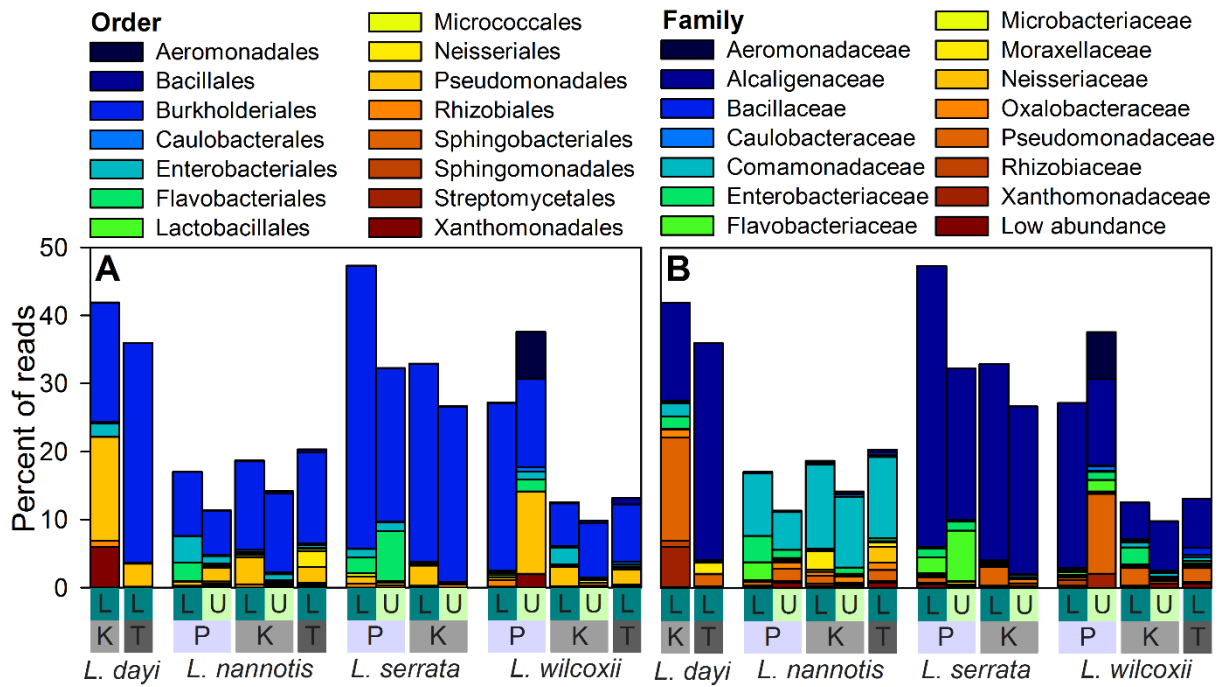 Order
Aeromonadales
Bacillales
Burkholderiales
Caulobacterales
Enterobacteriales
Flavobacteriales
Lactobacillales
Micrococcales
Neisseriales
Pseudomonadales
Rhizobiales
Sphingobacteriales
Sphingomonadales
Streptomycetales
Xanthomonadales
Family
Aeromonadaceae
Alcaligenaceae
Bacillaceae
Caulobacteraceae
Comamonadaceae
Enterobacteriaceae
Flavobacteriaceae
Microbacteriaceae
Moraxellaceae
Neisseriaceae
Oxalobacteraceae
Pseudomonadaceae
Rhizobiaceae
Xanthomonadaceae
Low abundance
Percent of reads
50
40
30
20
10
0
A
L L L U L U L L U L U L U L U L
K T P K T P K P K T
L. dayi L. nannotis L. serrata L. wilcoxii
B
L L L U L U L L U L U L U L U L
K T P K T P K P K T
L. dayi L. nannotis L. serrata L. wilcoxii